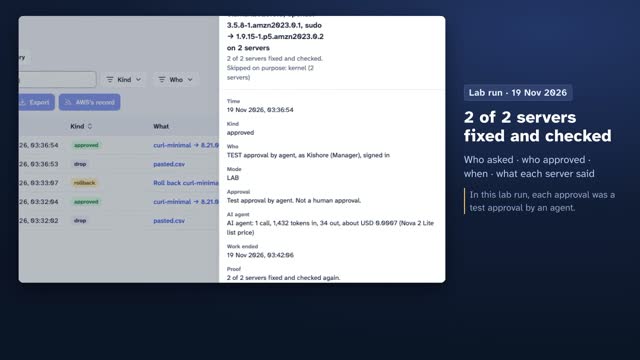 3.5.8-1.amzn2023.0.1, sudo
→ 1.9.15-1.p5.amzn2023.0.2
on 2 servers
2 of 2 servers fixed and checked.
Skipped on purpose: kernel (2
servers)
ry
Kind
Who
Export
AWS's record
Kind
What
26, 03:36:54 approved curl-minimal → 8.21.0
26, 03:36:53 drop pasted.csv
26, 03:33:07 rollback Roll back curl-minima
26, 03:32:04 approved curl-minimal → 8.21.0
26, 03:32:02 drop pasted.csv
Time
19 Nov 2026, 03:36:54
Kind
approved
Who
TEST approval by agent, as Kishore (Manager), signed in
Mode
LAB
Approval
Test approval by agent. Not a human approval.
AI agent
AI agent: 1 call, 1,432 tokens in, 34 out, about USD 0.0007 (Nova 2 Lite
list price)
Work ended
19 Nov 2026, 03:42:06
Proof
2 of 2 servers fixed and checked again.
Lab run · 19 Nov 2026
2 of 2 servers
fixed and checked
Who asked · who approved ·
when · what each server said
In this lab run, each approval was a
test approval by an agent.